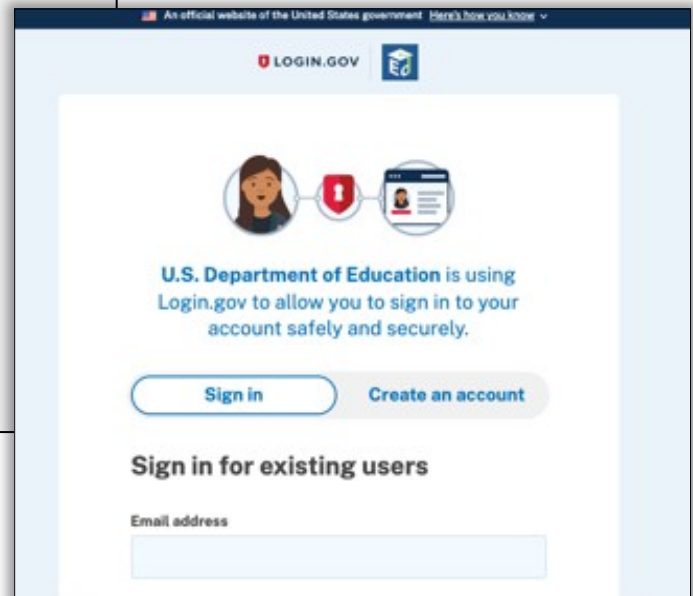 An official website of the United States government Here's how you know
LOGIN.GOV Ed
U.S. Department of Education is using
Login.gov to allow you to sign in to your
account safely and securely.
Sign in Create an account
Sign in for existing users
Email address